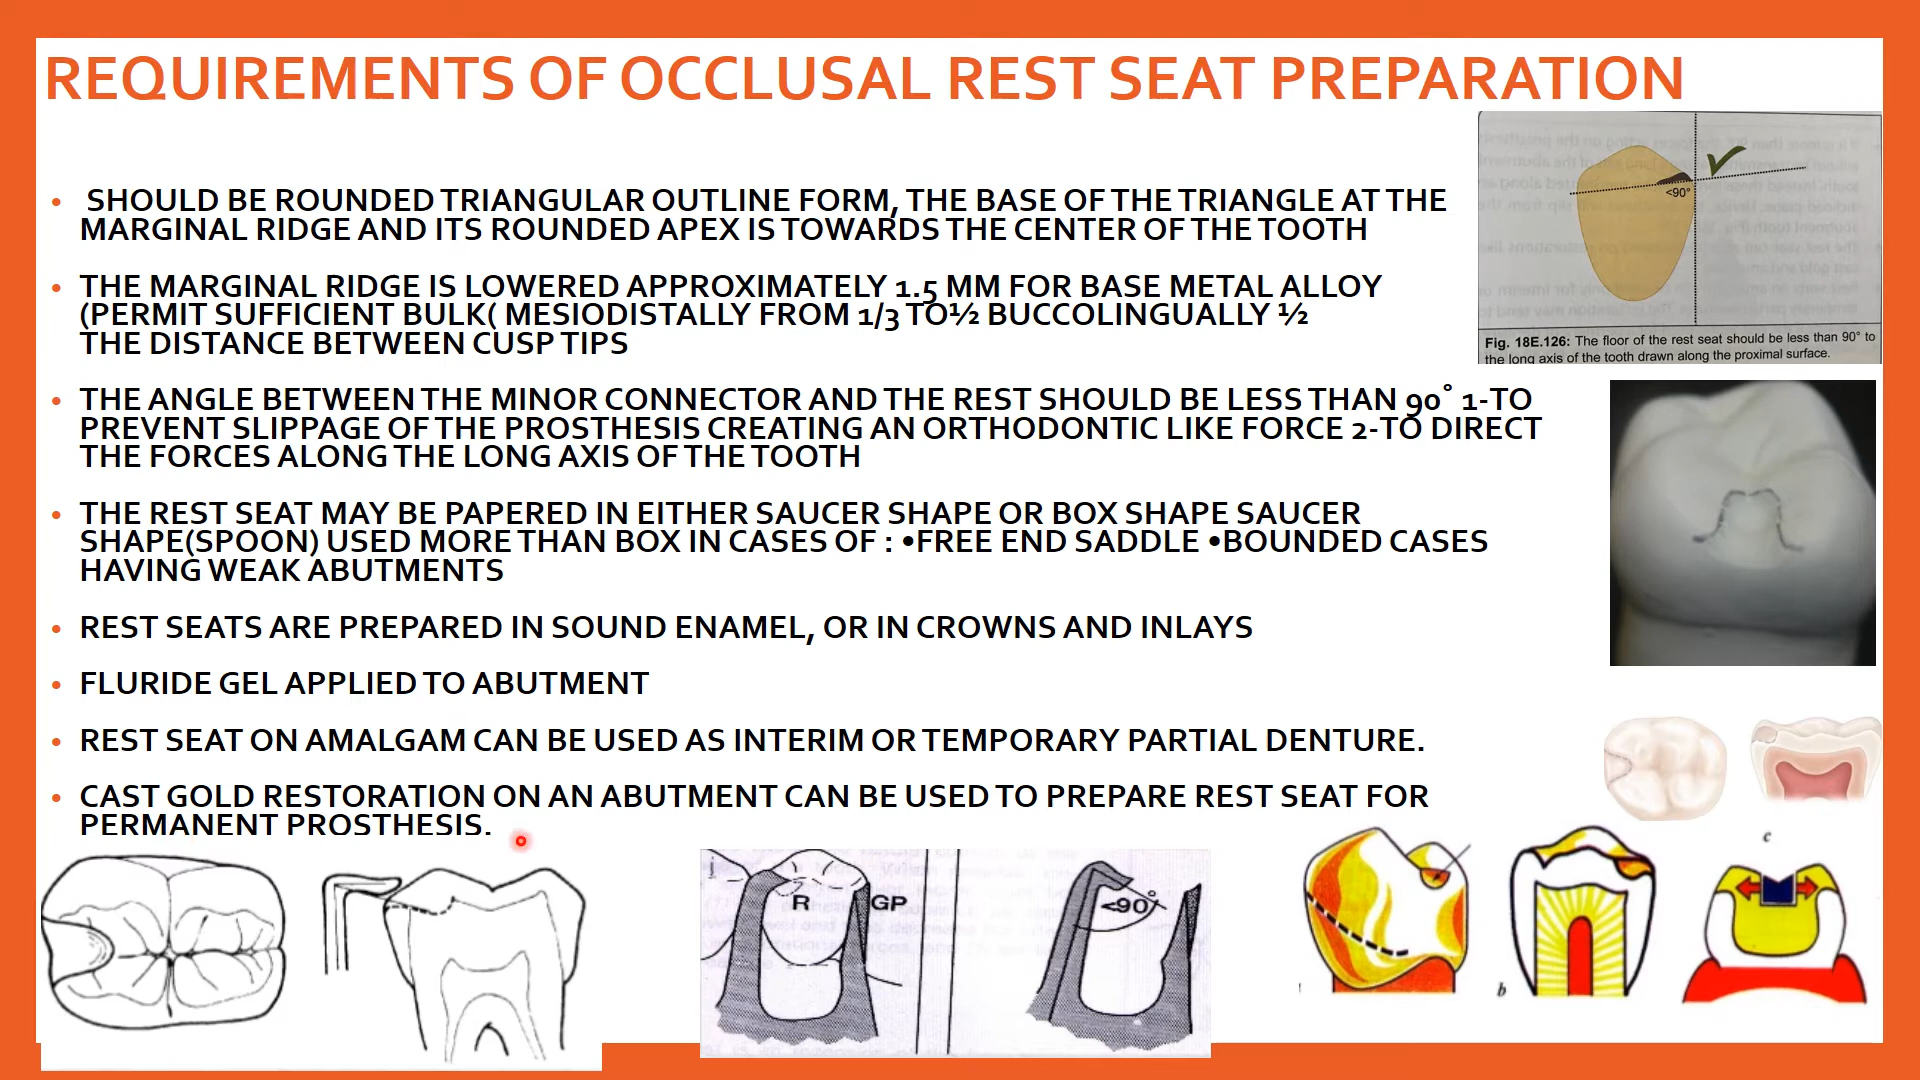 REQUIREMENTS OF OCCLUSAL REST SEAT PREPARATION
• SHOULD BE ROUNDED TRIANGULAR OUTLINE FORM, THE BASE OF THE TRIANGLE AT THE
MARGINAL RIDGE AND ITS ROUNDED APEX IS TOWARDS THE CENTER OF THE TOOTH
• THE MARGINAL RIDGE IS LOWERED APPROXIMATELY 1.5 MM FOR BASE METAL ALLOY
(PERMIT SUFFICIENT BULK( MESIODISTALLY FROM 1/3 TO½ BUCCOLINGUALLY ½
THE DISTANCE BETWEEN CUSP TIPS
• THE ANGLE BETWEEN THE MINOR CONNECTOR AND THE REST SHOULD BE LESS THAN 90˚ 1-TO
PREVENT SLIPPAGE OF THE PROSTHESIS CREATING AN ORTHODONTIC LIKE FORCE 2-TO DIRECT
THE FORCES ALONG THE LONG AXIS OF THE TOOTH
• THE REST SEAT MAY BE PAPERED IN EITHER SAUCER SHAPE OR BOX SHAPE SAUCER
SHAPE(SPOON) USED MORE THAN BOX IN CASES OF : •FREE END SADDLE •BOUNDED CASES
HAVING WEAK ABUTMENTS
• REST SEATS ARE PREPARED IN SOUND ENAMEL, OR IN CROWNS AND INLAYS
• FLURIDE GEL APPLIED TO ABUTMENT
• REST SEAT ON AMALGAM CAN BE USED AS INTERIM OR TEMPORARY PARTIAL DENTURE.
• CAST GOLD RESTORATION ON AN ABUTMENT CAN BE USED TO PREPARE REST SEAT FOR
PERMANENT PROSTHESIS.
<90°
Fig. 18E.126: The floor of the rest seat should be less than 90° to
the long axis of the tooth drawn along the proximal surface.
R
GP
<90°
b
c